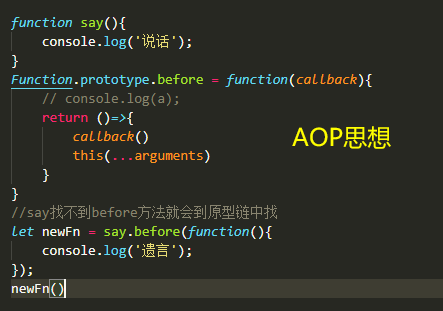 function say(){
    console.log('说话');
}
Function.prototype.before = function(callback){
    // console.log(a);
    return ()=>{
        callback()
        this(...arguments)
    }
}
AOP思想
//say找不到before方法就会到原型链中找
let newFn = say.before(function(){
    console.log('遗言');
});
newFn()